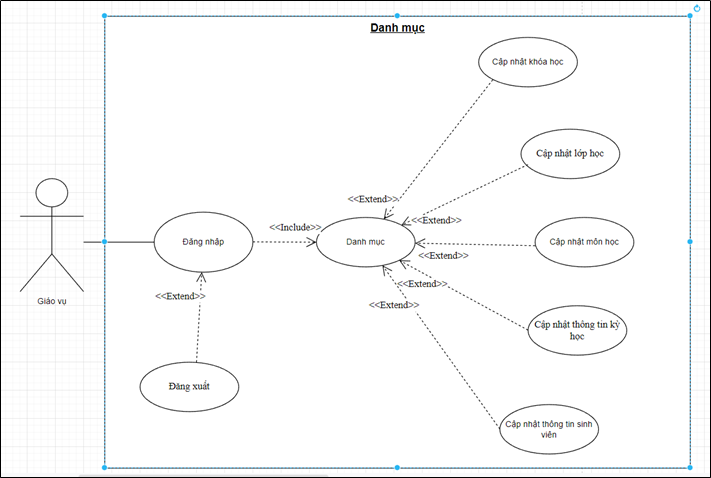 Danh mục
Cập nhật khóa học
Cập nhật lớp học
<<Extend>>
<<Extend>>
<<Include>>
Đăng nhập
Danh mục
Cập nhật môn học
<<Extend>>
<<Extend>>
<<Extend>>
<<Extend>>
Giáo vụ
Cập nhật thông tin kỳ
học
Đăng xuất
Cập nhật thông tin sinh
viên